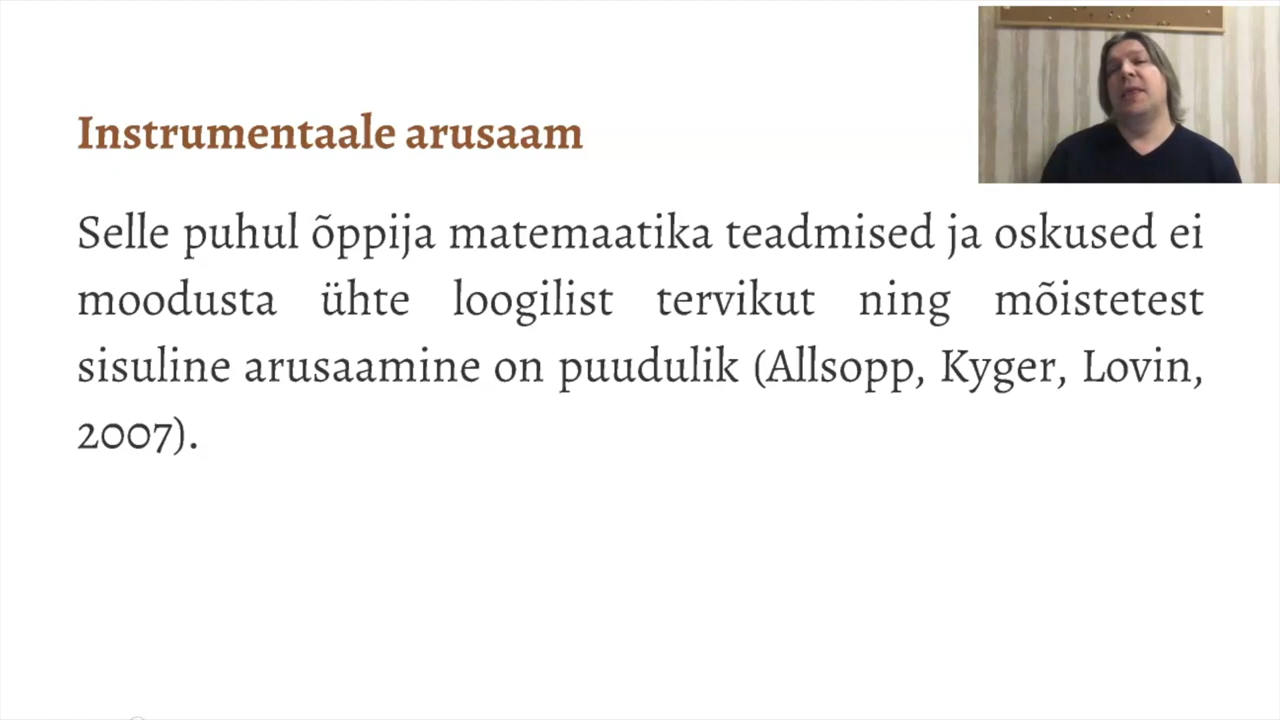 Instrumentaale arusaam
Selle puhul õppija matemaatika teadmised ja oskused ei
moodusta ühte loogilist tervikut ning mõistetest
sisuline arusaamine on puudulik (Allsopp, Kyger, Lovin,
2007).